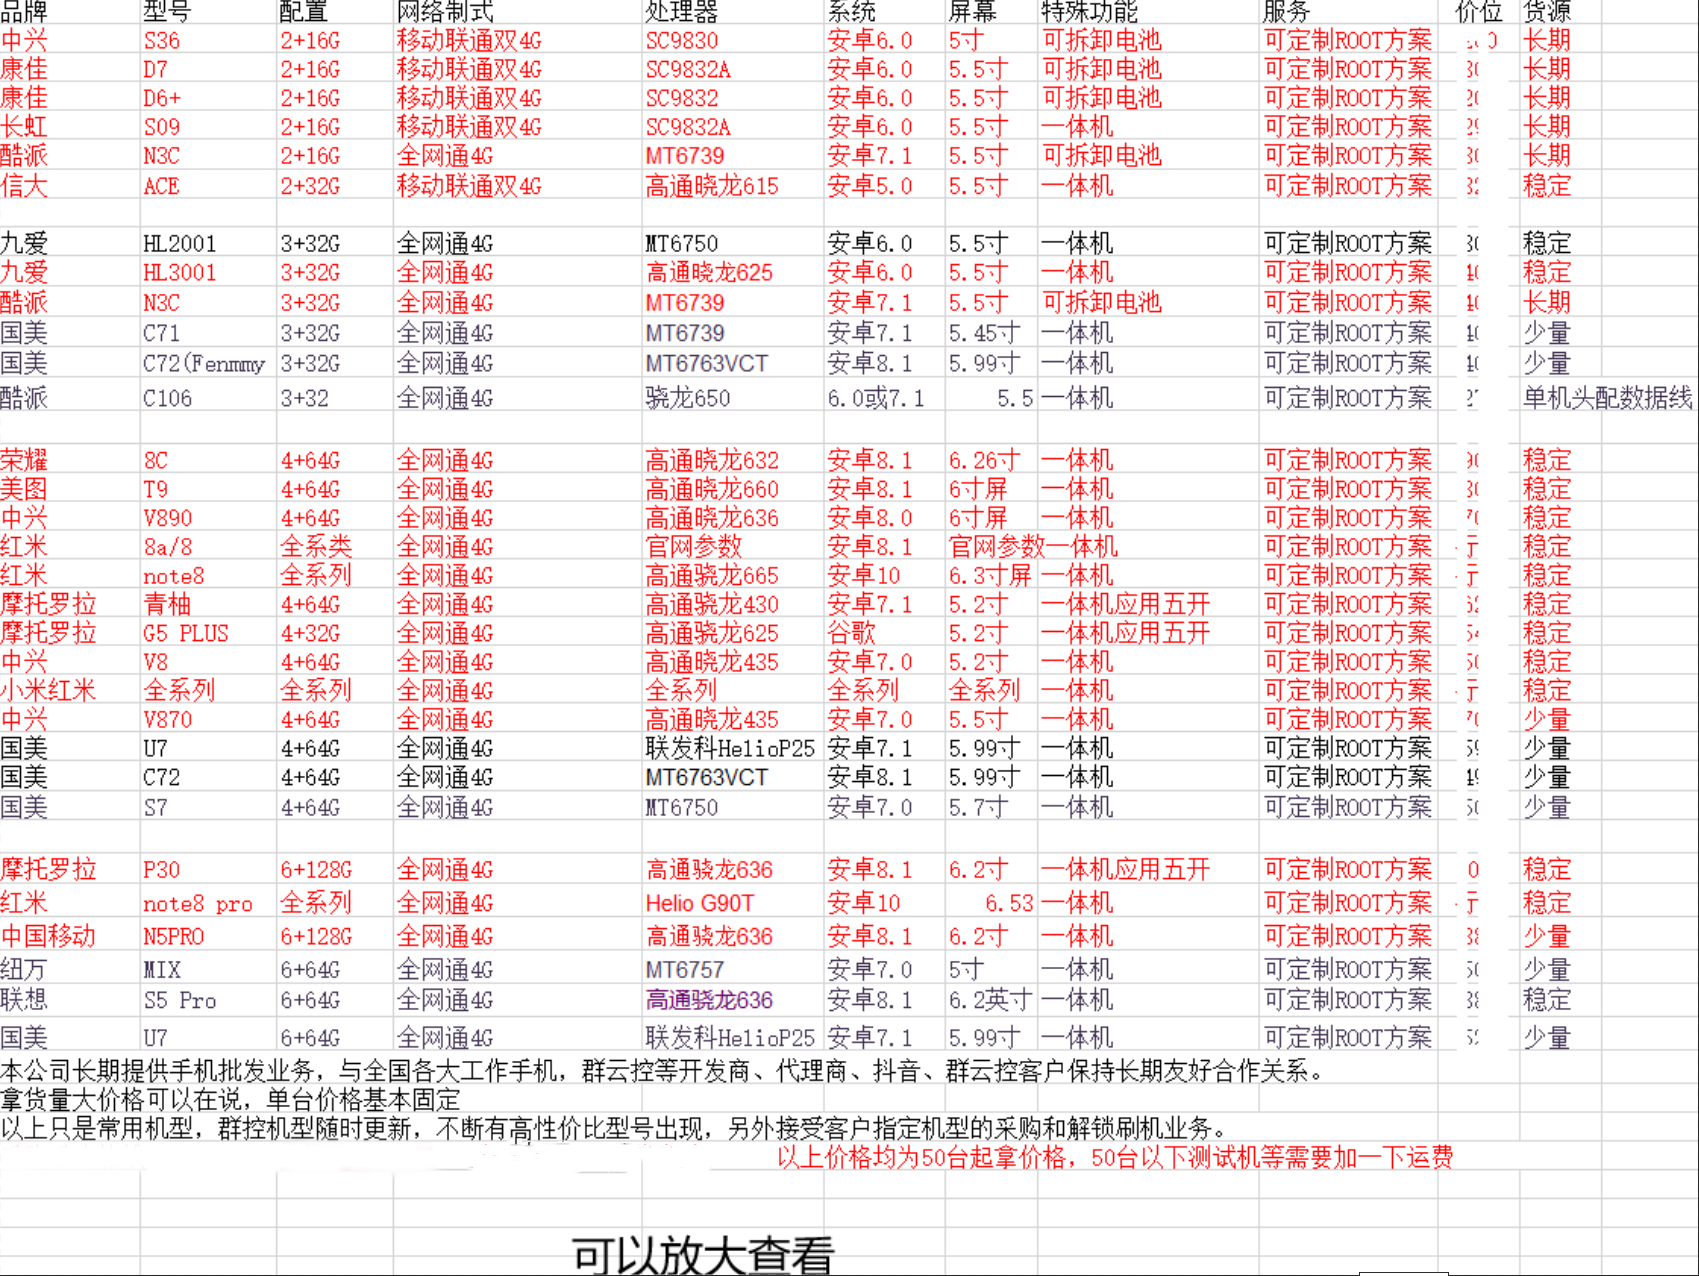 品牌 型号 配置 网络制式 处理器 系统 屏幕 特殊功能 服务 价位 货源
中兴 S36 2+16G 移动联通双4G SC9830 安卓6.0 5寸 可拆卸电池 可定制ROOT方案 长期
康佳 D7 2+16G 移动联通双4G SC9832A 安卓6.0 5.5寸 可拆卸电池 可定制ROOT方案 长期
康佳 D6+ 2+16G 移动联通双4G SC9832 安卓6.0 5.5寸 可拆卸电池 可定制ROOT方案 长期
长虹 S09 2+16G 移动联通双4G SC9832A 安卓6.0 5.5寸 一体机 可定制ROOT方案 长期
酷派 N3C 2+16G 全网通4G MT6739 安卓7.1 5.5寸 可拆卸电池 可定制ROOT方案 长期
信大 ACE 2+32G 移动联通双4G 高通晓龙615 安卓5.0 5.5寸 一体机 可定制ROOT方案 稳定
九爱 HL2001 3+32G 全网通4G MT6750 安卓6.0 5.5寸 一体机 可定制ROOT方案 稳定
九爱 HL3001 3+32G 全网通4G 高通晓龙625 安卓6.0 5.5寸 一体机 可定制ROOT方案 稳定
酷派 N3C 3+32G 全网通4G MT6739 安卓7.1 5.5寸 可拆卸电池 可定制ROOT方案 长期
国美 C71 3+32G 全网通4G MT6739 安卓7.1 5.45寸 一体机 可定制ROOT方案 少量
国美 C72(Fenmmy 3+32G 全网通4G MT6763VCT 安卓8.1 5.99寸 一体机 可定制ROOT方案 少量
酷派 C106 3+32 全网通4G 骁龙650 6.0或7.1 5.5 一体机 可定制ROOT方案 单机头配数据线
荣耀 8C 4+64G 全网通4G 高通晓龙632 安卓8.1 6.26寸 一体机 可定制ROOT方案 稳定
美图 T9 4+64G 全网通4G 高通晓龙660 安卓8.1 6寸屏 一体机 可定制ROOT方案 稳定
中兴 V890 4+64G 全网通4G 高通晓龙636 安卓8.0 6寸屏 一体机 可定制ROOT方案 稳定
红米 8a/8 全系类 全网通4G 官网参数 安卓8.1 官网参数 一体机 可定制ROOT方案 稳定
红米 note8 全系列 全网通4G 高通骁龙665 安卓10 6.3寸屏 一体机 可定制ROOT方案 稳定
摩托罗拉 青柚 4+64G 全网通4G 高通骁龙430 安卓7.1 5.2寸 一体机应用五开 可定制ROOT方案 稳定
摩托罗拉 G5 PLUS 4+32G 全网通4G 高通骁龙625 谷歌 5.2寸 一体机应用五开 可定制ROOT方案 稳定
中兴 V8 4+64G 全网通4G 高通晓龙435 安卓7.0 5.2寸 一体机 可定制ROOT方案 稳定
小米红米 全系列 全系列 全网通4G 全系列 全系列 全系列 一体机 可定制ROOT方案 稳定
中兴 V870 4+64G 全网通4G 高通晓龙435 安卓7.0 5.5寸 一体机 可定制ROOT方案 少量
国美 U7 4+64G 全网通4G 联发科HelioP25 安卓7.1 5.99寸 一体机 可定制ROOT方案 少量
国美 C72 4+64G 全网通4G MT6763VCT 安卓8.1 5.99寸 一体机 可定制ROOT方案 少量
国美 S7 4+64G 全网通4G MT6750 安卓7.0 5.7寸 一体机 可定制ROOT方案 少量
摩托罗拉 P30 6+128G 全网通4G 高通骁龙636 安卓8.1 6.2寸 一体机应用五开 可定制ROOT方案 稳定
红米 note8 pro 全系列 全网通4G Helio G90T 安卓10 6.53 一体机 可定制ROOT方案 稳定
中国移动 N5PRO 6+128G 全网通4G 高通骁龙636 安卓8.1 6.2寸 一体机 可定制ROOT方案 少量
纽万 MIX 6+64G 全网通4G MT6757 安卓7.0 5寸 一体机 可定制ROOT方案 少量
联想 S5 Pro 6+64G 全网通4G 高通骁龙636 安卓8.1 6.2英寸 一体机 可定制ROOT方案 稳定
国美 U7 6+64G 全网通4G 联发科HelioP25 安卓7.1 5.99寸 一体机 可定制ROOT方案 少量
本公司长期提供手机批发业务，与全国各大工作手机，群云控等开发商、代理商、抖音、群云控客户保持长期友好合作关系。
拿货量大价格可以在说，单台价格基本固定
以上只是常用机型，群控机型随时更新，不断有高性价比型号出现，另外接受客户指定机型的采购和解锁刷机业务。
以上价格均为50台起拿价格，50台以下测试机等需要加一下运费
可以放大查看